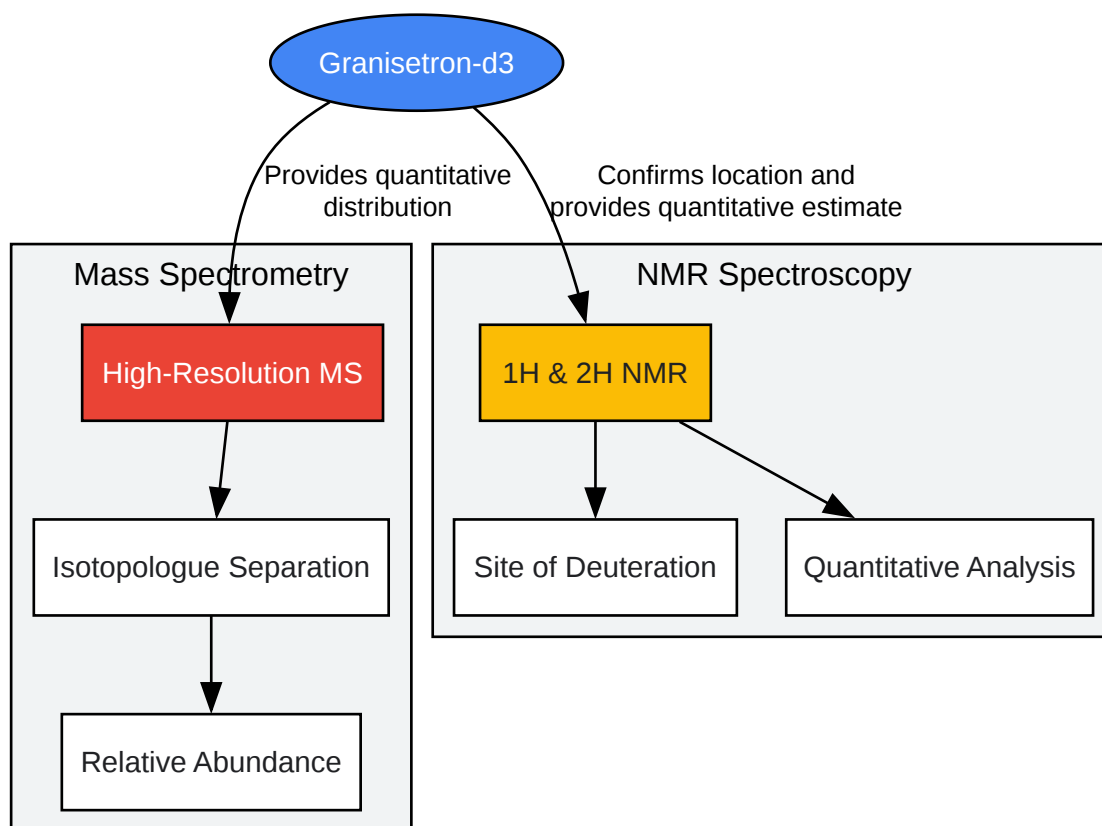 Granisetron-d3
Provides quantitative
distribution
Confirms location and
provides quantitative estimate
Mass Spectrometry
NMR Spectroscopy
High-Resolution MS
1H & 2H NMR
Isotopologue Separation
Site of Deuteration
Quantitative Analysis
Relative Abundance